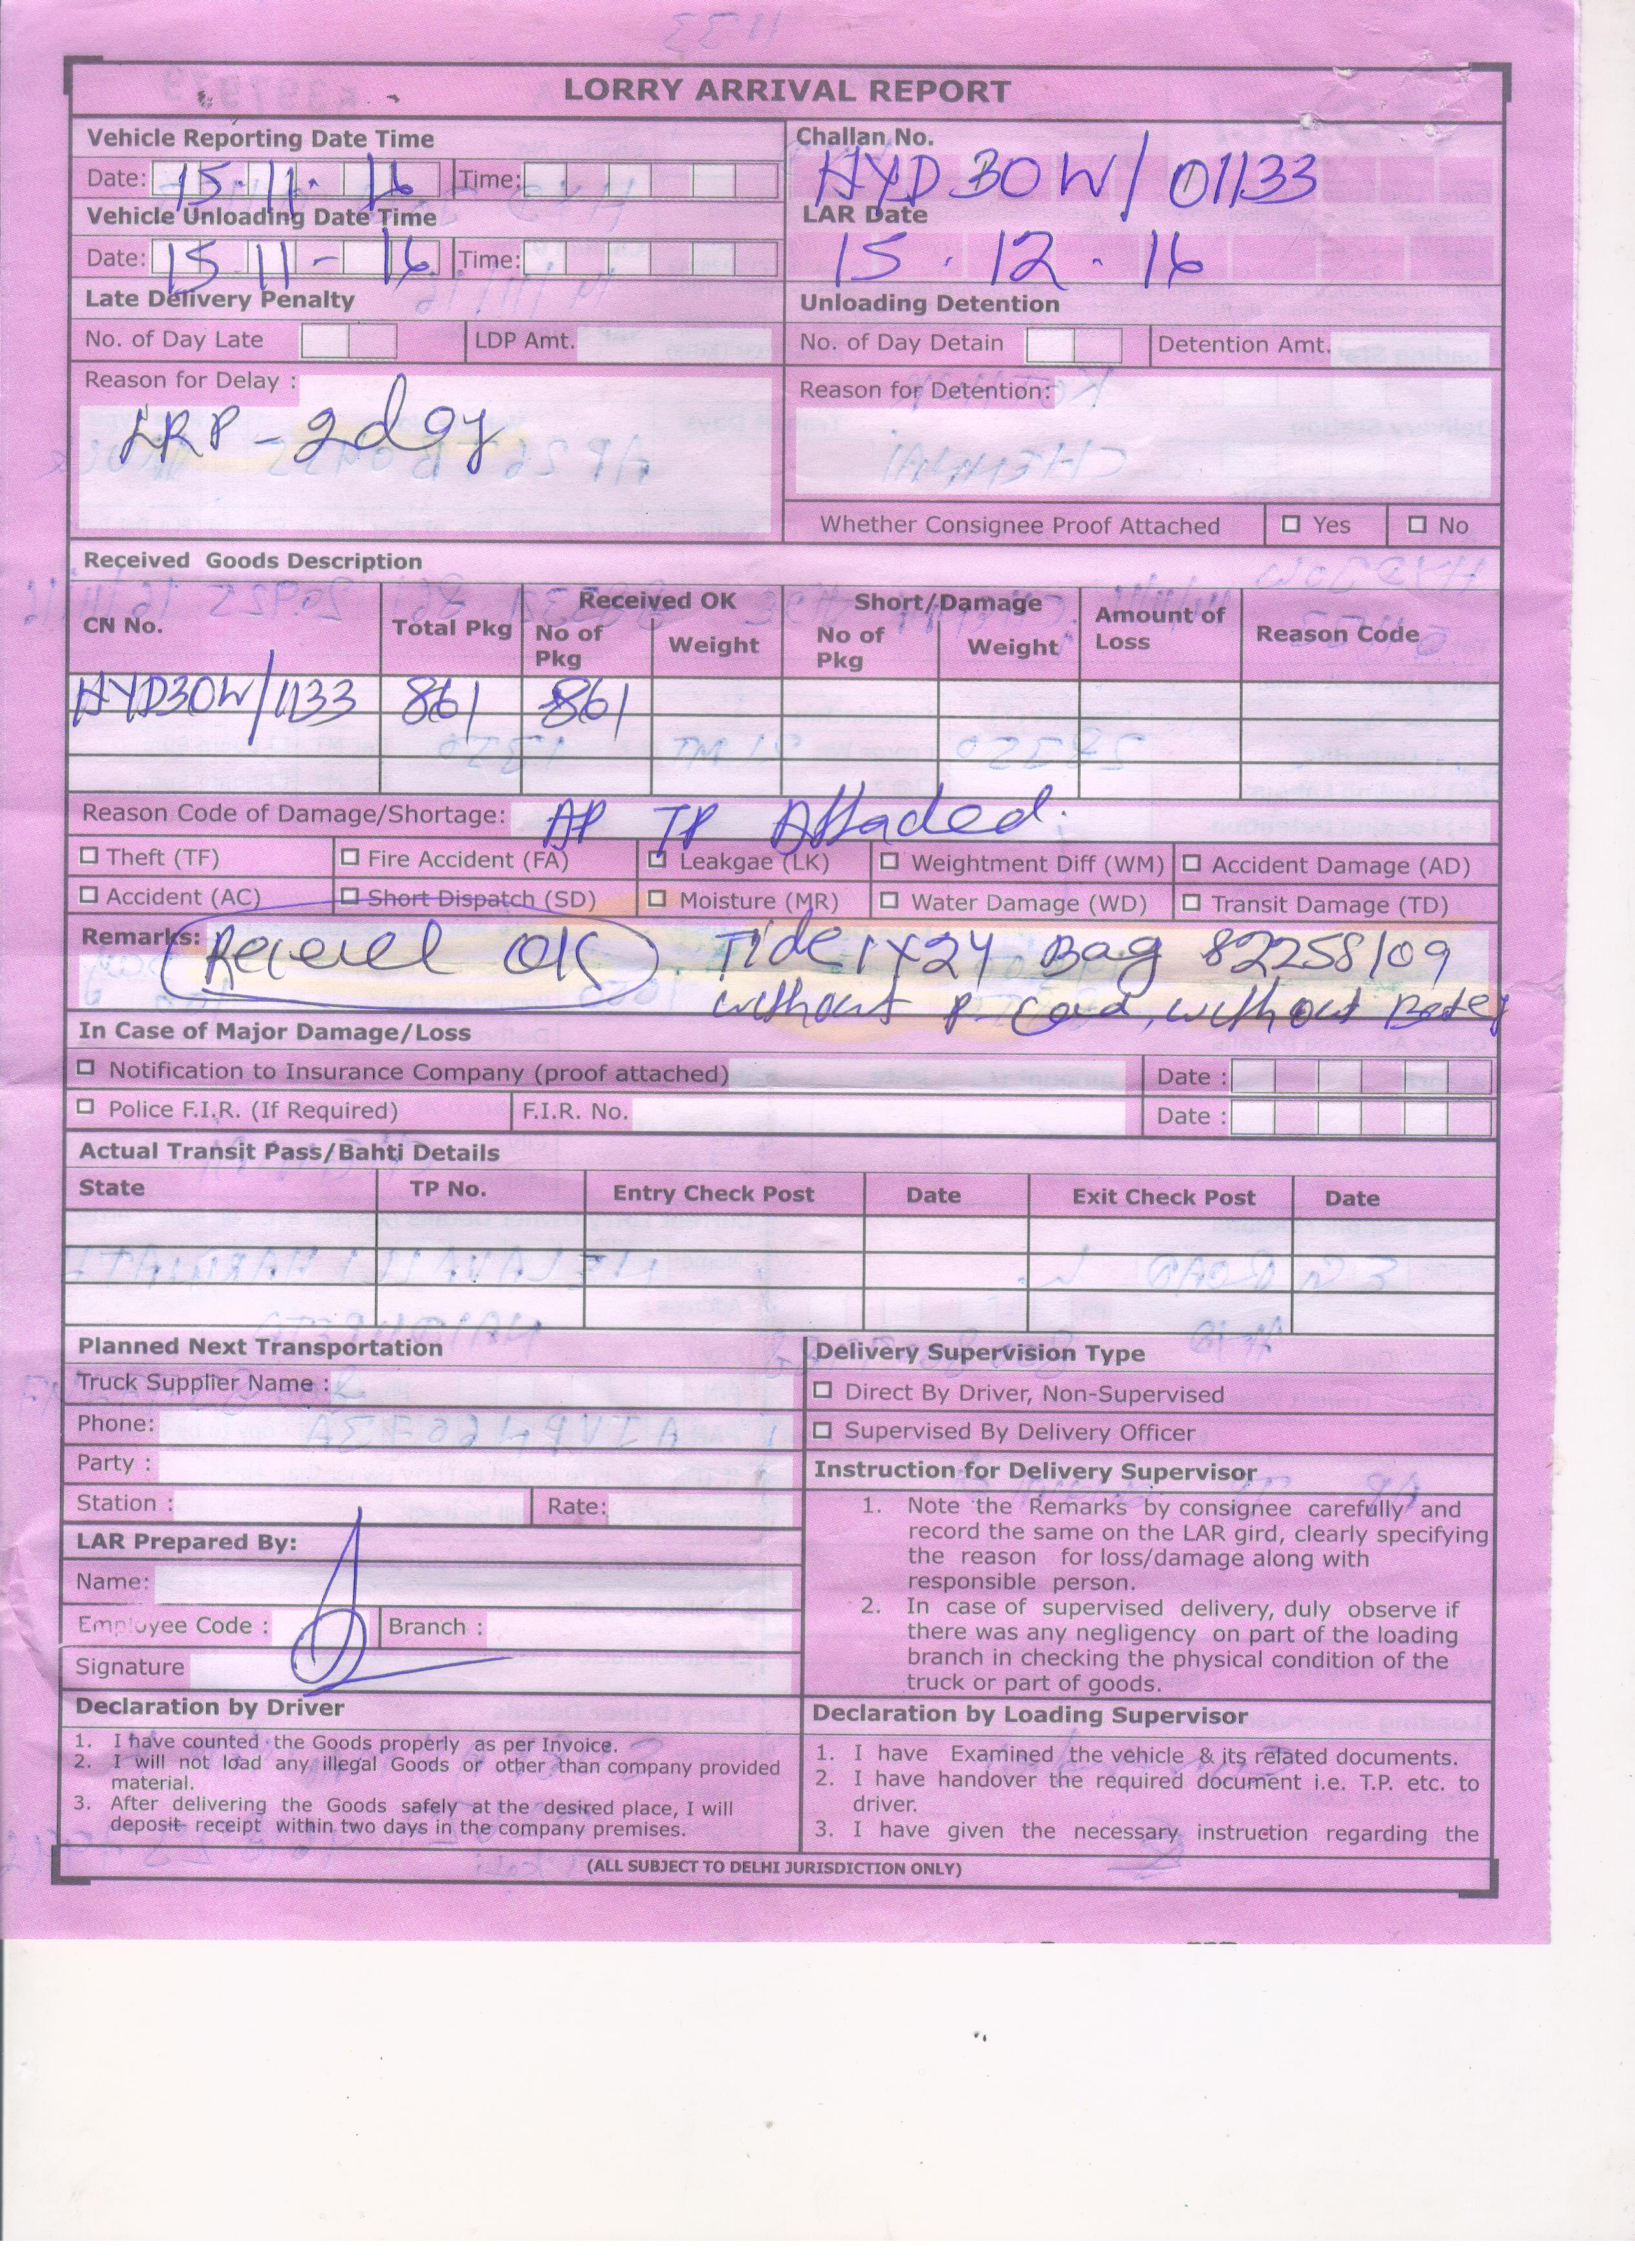 LORRY ARRIVAL REPORT
Vehicle Reporting Date Time
Challan No.
Date: 15.11.16 Time:
HYD30W/01133
Vehicle Unloading Date Time
LAR Date
Date: 15 11-16 Time:
15.12.16
Late Delivery Penalty
Unloading Detention
No. of Day Late LDP Amt.
No. of Day Detain Detention Amt.
Reason for Delay :
Reason for Detention:
LRP-2day
Whether Consignee Proof Attached Yes No
Received Goods Description
CN No. Total Pkg Received OK Short/Damage Amount of Loss Reason Code
No of Pkg Weight No of Pkg Weight
HYD30W/1133 861 861
Reason Code of Damage/Shortage: AP TP Attached.
Theft (TF) Fire Accident (FA) Leakgae (LK) Weightment Diff (WM) Accident Damage (AD)
Accident (AC) Short Dispatch (SD) Moisture (MR) Water Damage (WD) Transit Damage (TD)
Remarks: OK Tide 1x24 Bag 82258109
without P-Card, without
In Case of Major Damage/Loss
Notification to Insurance Company (proof attached) Date :
Police F.I.R. (If Required) F.I.R. No. Date :
Actual Transit Pass/Bahti Details
State TP No. Entry Check Post Date Exit Check Post Date
Planned Next Transportation
Truck Supplier Name :
Phone:
Party :
Station : Rate:
LAR Prepared By:
Name:
Employee Code : Branch :
Signature
Delivery Supervision Type
Direct By Driver, Non-Supervised
Supervised By Delivery Officer
Instruction for Delivery Supervisor
1. Note the Remarks by consignee carefully and
record the same on the LAR gird, clearly specifying
the reason for loss/damage along with
responsible person.
2. In case of supervised delivery, duly observe if
there was any negligency on part of the loading
branch in checking the physical condition of the
truck or part of goods.
Declaration by Driver
1. I have counted the Goods properly as per Invoice.
2. I will not load any illegal Goods or other than company provided
material.
3. After delivering the Goods safely at the desired place, I will
deposit receipt within two days in the company premises.
Declaration by Loading Supervisor
1. I have Examined the vehicle & its related documents.
2. I have handover the required document i.e. T.P. etc. to
driver.
3. I have given the necessary instruction regarding the
(ALL SUBJECT TO DELHI JURISDICTION ONLY)